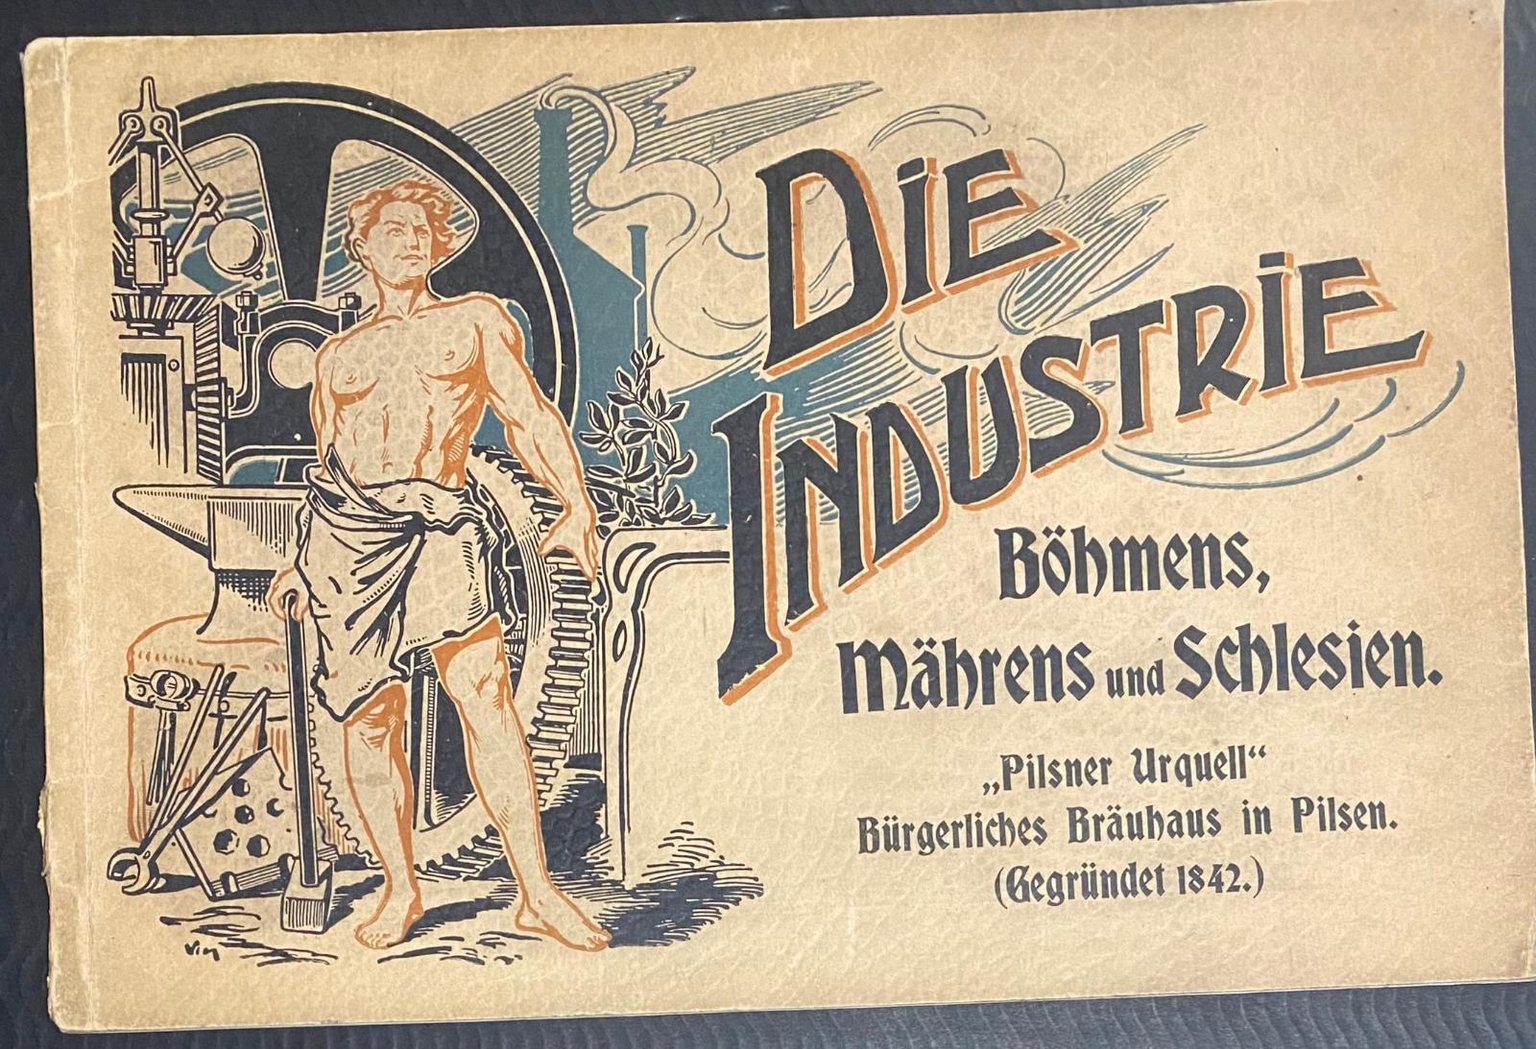 DIE
INDUSTRIE
Böhmens,
Mährens und Schlesien.
„Pilsner Urquell“
Bürgerliches Bräuhaus in Pilsen.
(Gegründet 1842.)